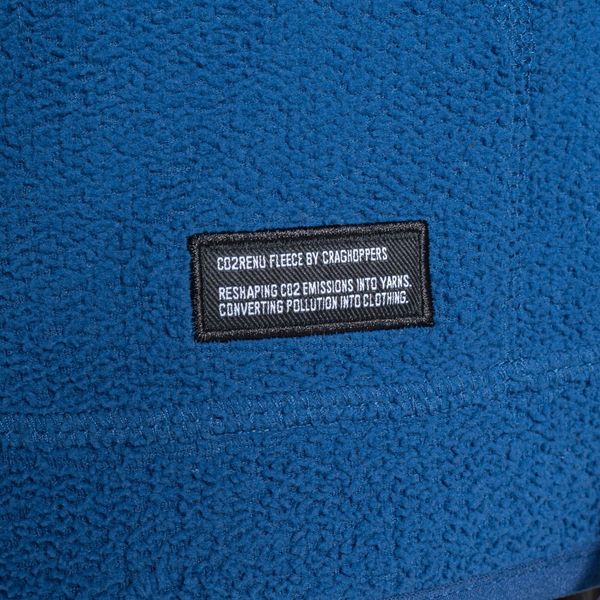 CO2RENU FLEECE BY CRAGHOPPERS
RESHAPING CO2 EMISSIONS INTO YARNS.
CONVERTING POLLUTION INTO CLOTHING.